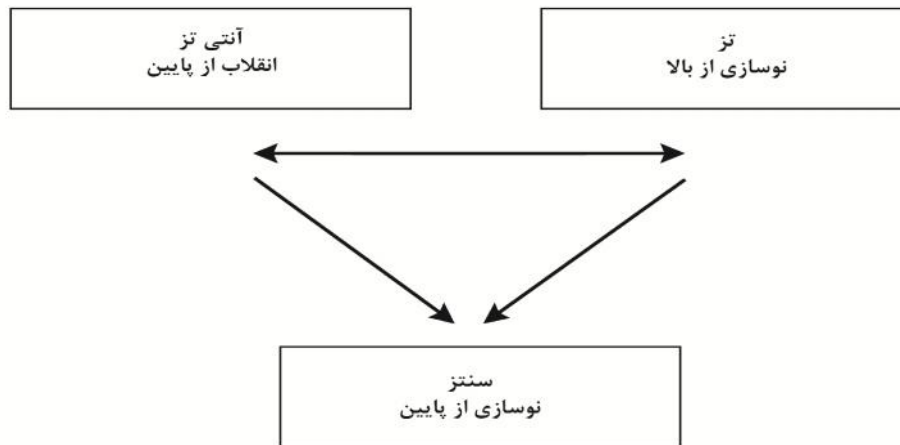 تز
نوسازی از بالا
آنتی تز
انقلاب از پایین
سنتز
نوسازی از پایین